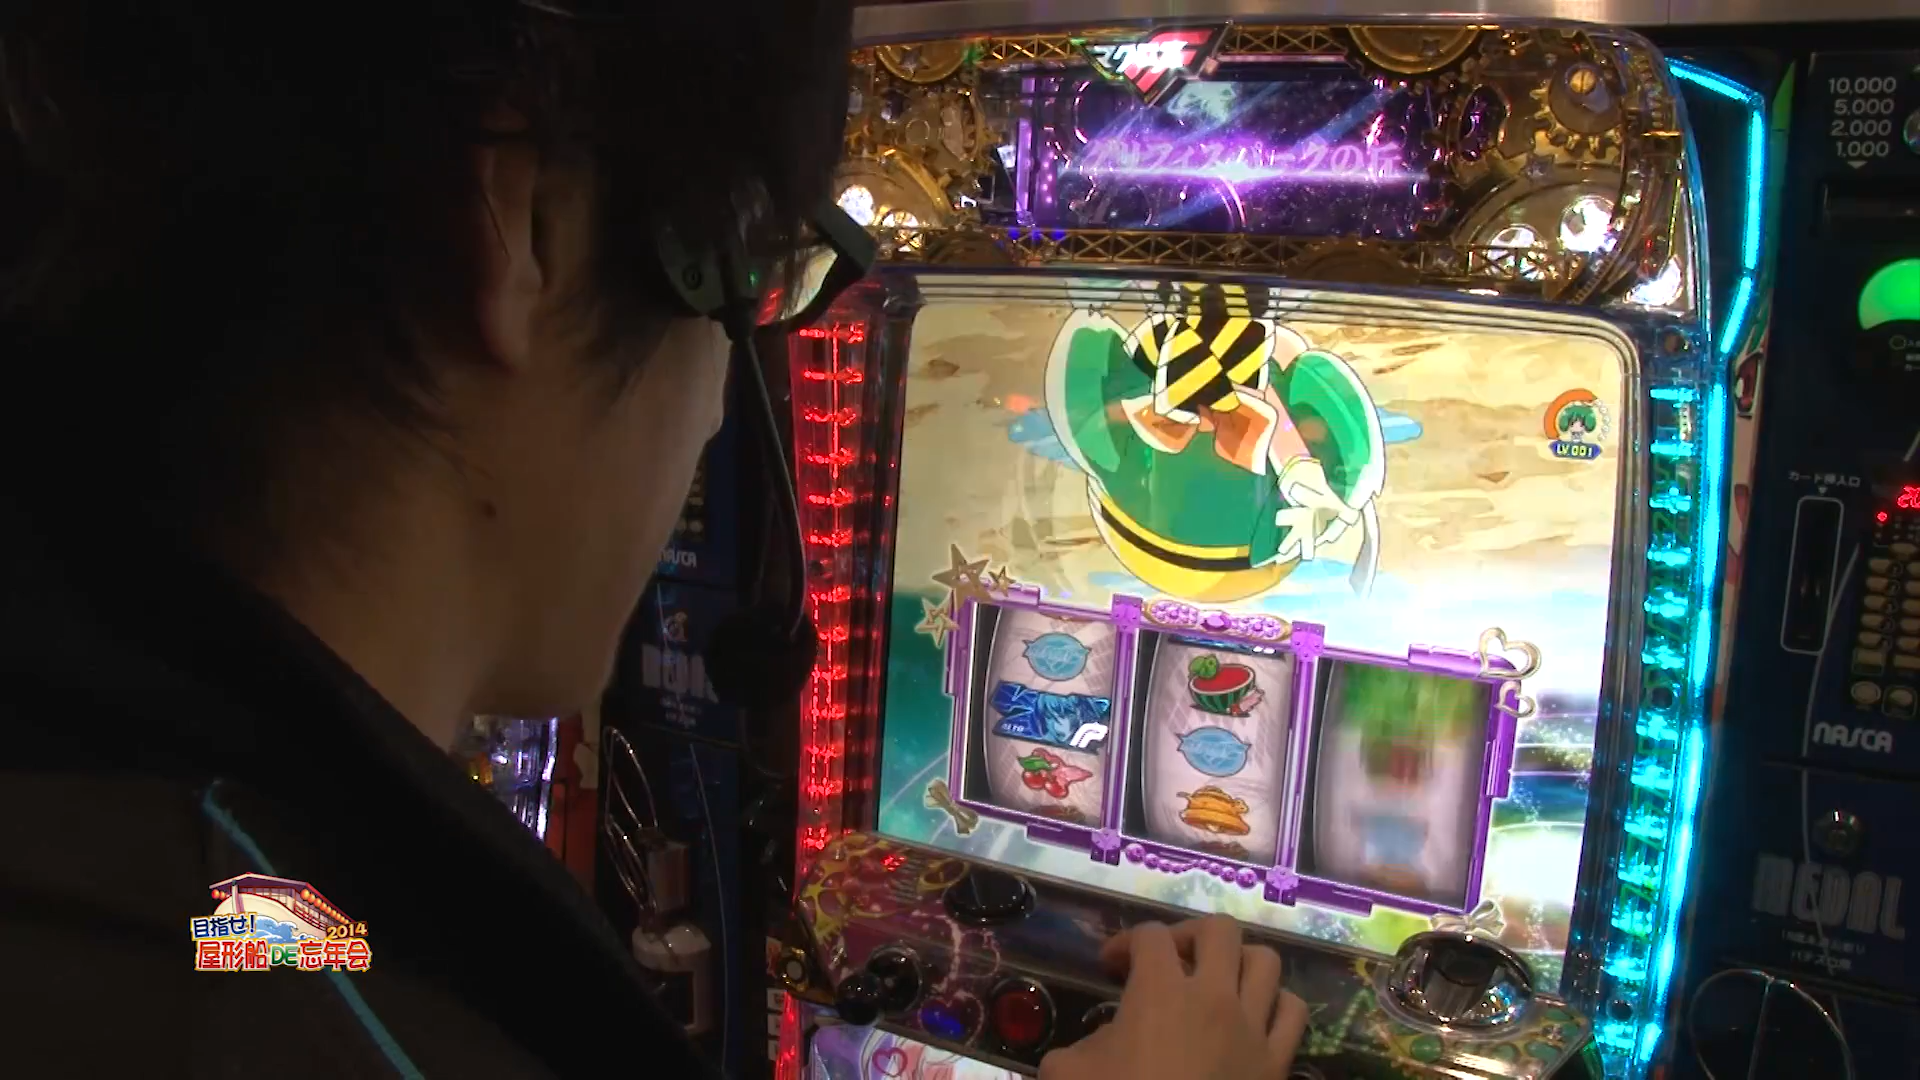 マクロス
グリフィスパークの丘
10,000
5,000
2,000
1,000
LV.001
カード挿入口
ALTO
NASCA
NASCA
MEDAL
MEDAL
目指せ!
2014
屋形船DE忘年会